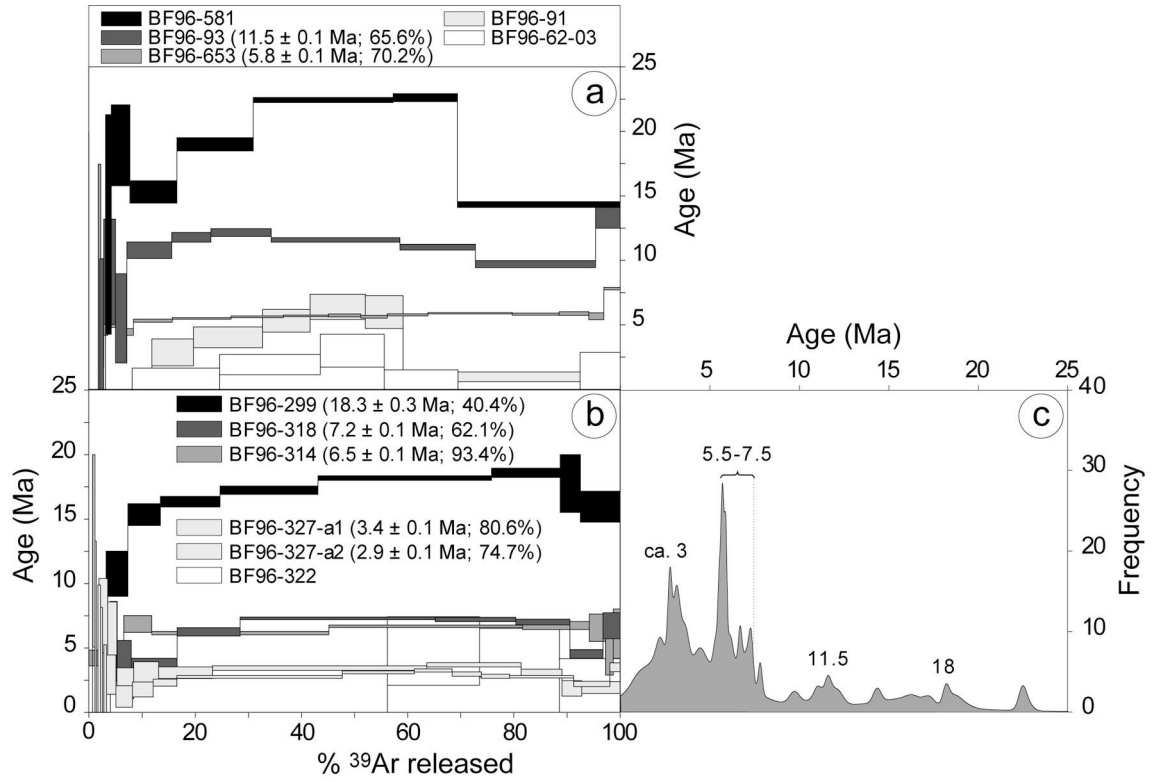 BF96-581
BF96-91
BF96-93 (11.5 ± 0.1 Ma; 65.6%)
BF96-62-03
BF96-653 (5.8 ± 0.1 Ma; 70.2%)
a
25
20
15
10
5
Age (Ma)
25
20
15
10
5
0
Age (Ma)
b
BF96-299 (18.3 ± 0.3 Ma; 40.4%)
BF96-318 (7.2 ± 0.1 Ma; 62.1%)
BF96-314 (6.5 ± 0.1 Ma; 93.4%)
BF96-327-a1 (3.4 ± 0.1 Ma; 80.6%)
BF96-327-a2 (2.9 ± 0.1 Ma; 74.7%)
BF96-322
0 20 40 60 80 100
% ³⁹Ar released
Age (Ma)
5 10 15 20 25
c
5.5-7.5
ca. 3
11.5
18
40
30
20
10
0
Frequency